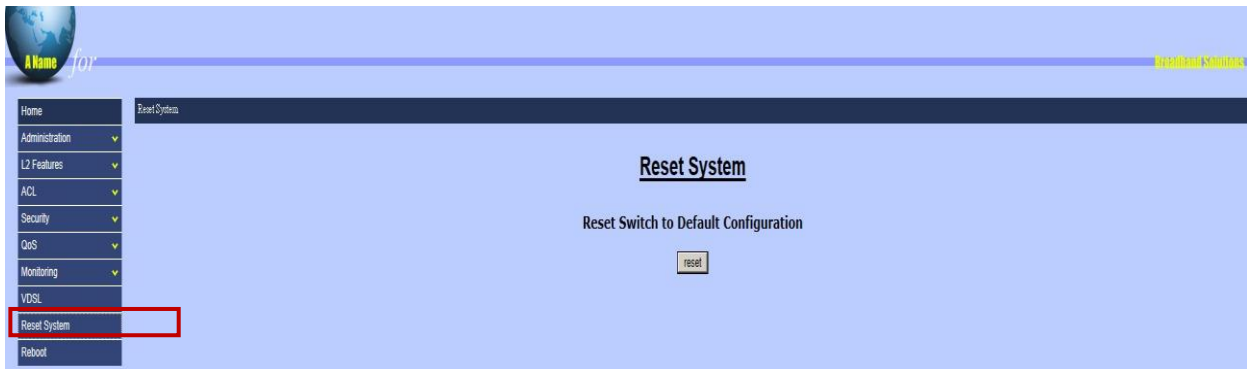 A Name for
Broadband Solutions
Home
Reset System
Administration
L2 Features
ACL
Security
QoS
Monitoring
VDSL
Reset System
Reboot
Reset System
Reset Switch to Default Configuration
reset